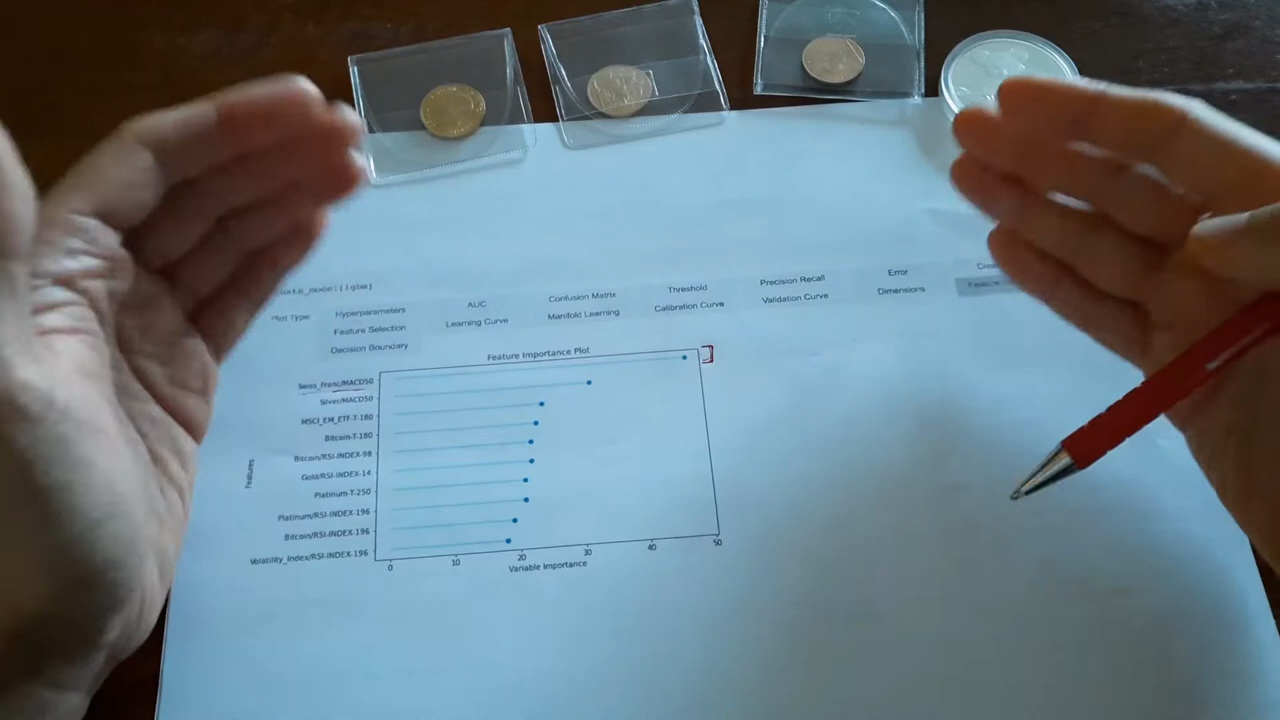 Plot Type:
Hyperparameters AUC Confusion Matrix Threshold Precision Recall Error
Feature Selection Learning Curve Manifold Learning Calibration Curve Validation Curve Dimensions Feature
Decision Boundary
Feature Importance Plot
Swiss_Franc/MACD50
Silver/MACD50
MSCI_EM_ETF-T-180
Bitcoin-T-180
Bitcoin/RSI-INDEX-98
Gold/RSI-INDEX-14
Platinum-T-250
Platinum/RSI-INDEX-196
Bitcoin/RSI-INDEX-196
Volatility_Index/RSI-INDEX-196
Features
0 10 20 30 40 50
Variable Importance